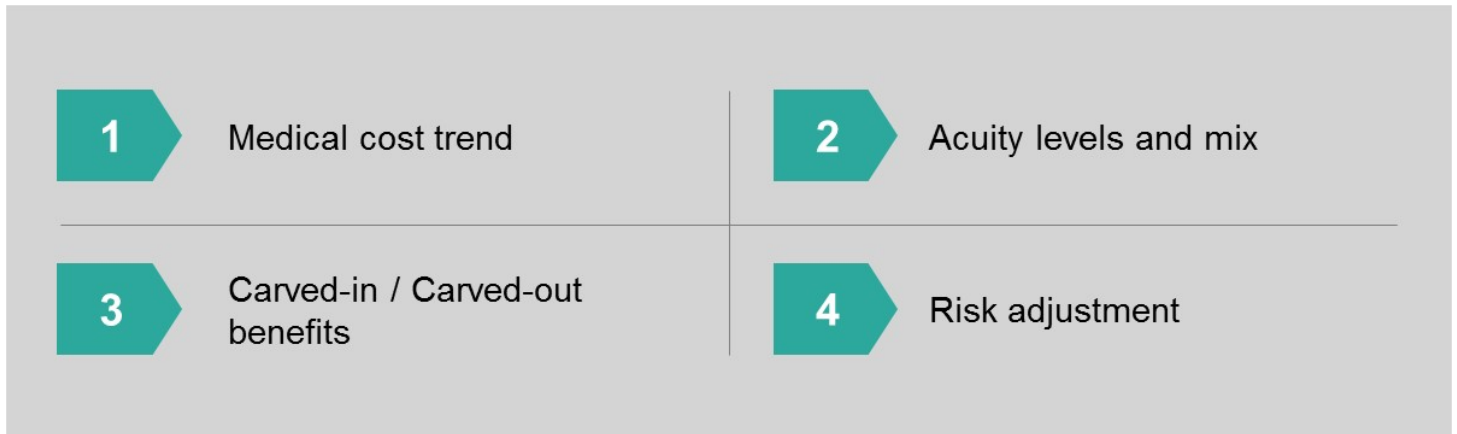 1
Medical cost trend
2
Acuity levels and mix
3
Carved-in / Carved-out
benefits
4
Risk adjustment